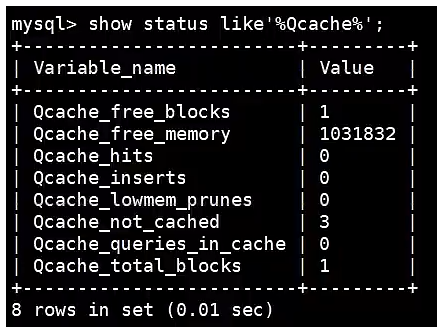 mysql> show status like'%Qcache%';
+-------------------------+---------+
| Variable_name           | Value   |
+-------------------------+---------+
| Qcache_free_blocks      | 1       |
| Qcache_free_memory      | 1031832 |
| Qcache_hits             | 0       |
| Qcache_inserts          | 0       |
| Qcache_lowmem_prunes    | 0       |
| Qcache_not_cached       | 3       |
| Qcache_queries_in_cache | 0       |
| Qcache_total_blocks     | 1       |
+-------------------------+---------+
8 rows in set (0.01 sec)